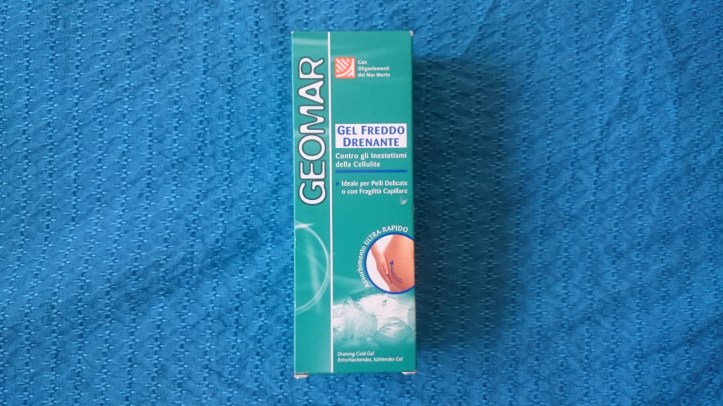 GEOMAR
Con
Oligoelementi
del Mar Morto
GEL FREDDO
DRENANTE
Contro gli Inestetismi
della Cellulite
Ideale per Pelli Delicate
o con Fragilità Capillare
Assorbimento ULTRA-RAPIDO
Draining Cold Gel
Entschlackendes, kühlendes Gel